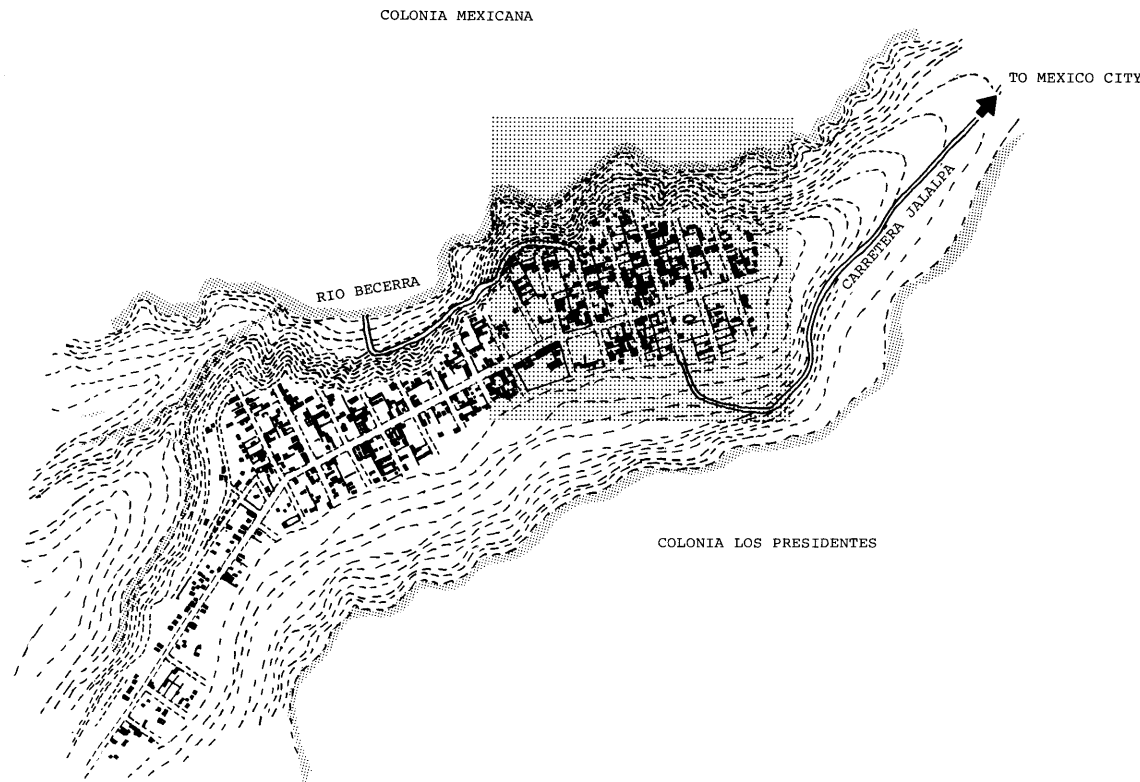 COLONIA MEXICANA
TO MEXICO CITY
CARRETERA JALALPA
RIO BECERRA
COLONIA LOS PRESIDENTES